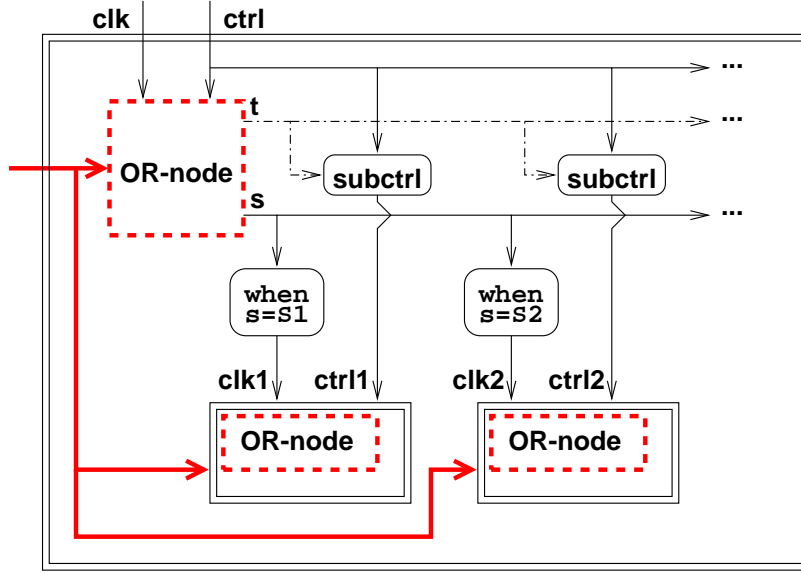 clk ctrl
...
t ...
OR-node
subctrl subctrl
s ...
when when
s=S1 s=S2
clk1 ctrl1 clk2 ctrl2
OR-node OR-node